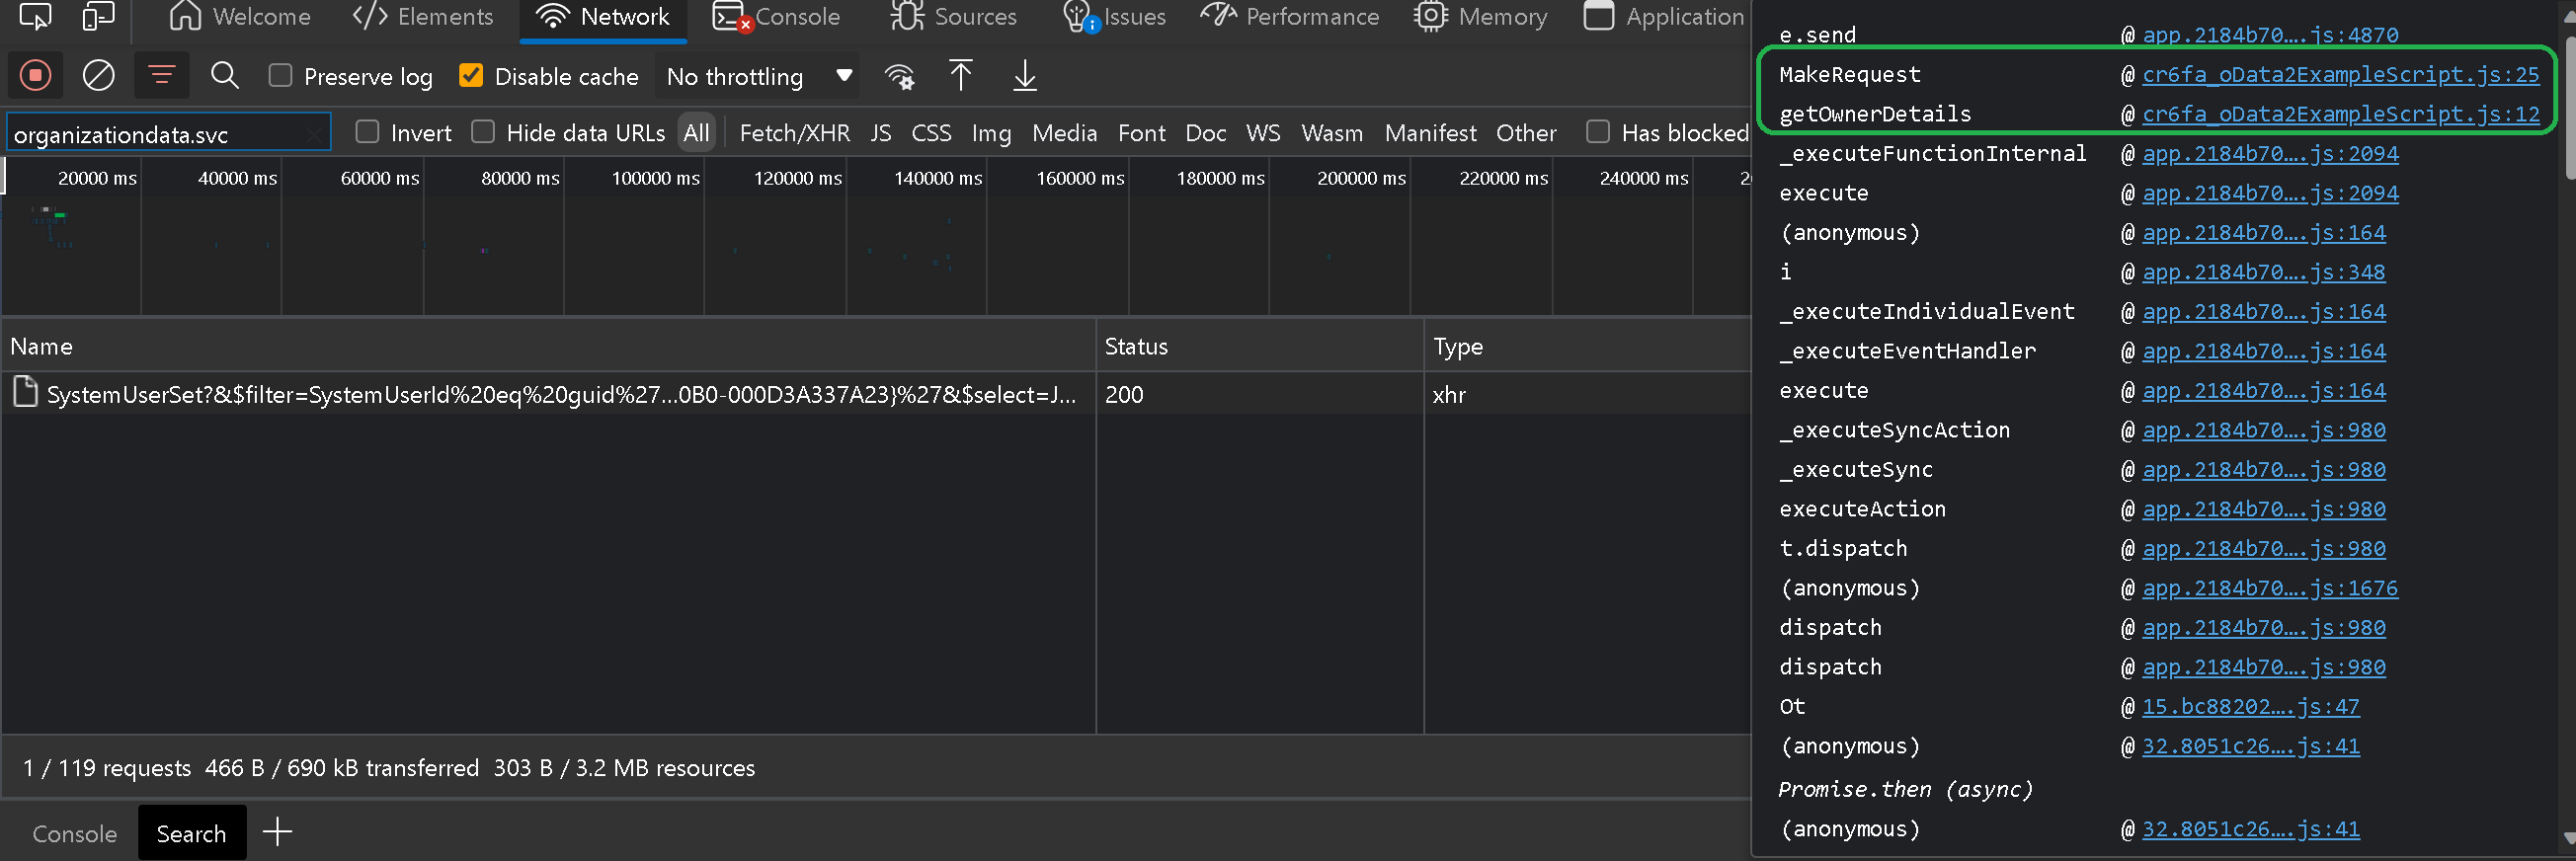 Welcome Elements Network Console Sources Issues Performance Memory Application
Preserve log Disable cache No throttling
organizationdata.svc Invert Hide data URLs All Fetch/XHR JS CSS Img Media Font Doc WS Wasm Manifest Other Has blocked
20000 ms 40000 ms 60000 ms 80000 ms 100000 ms 120000 ms 140000 ms 160000 ms 180000 ms 200000 ms 220000 ms 240000 ms 2
Name Status Type
SystemUserSet?&$filter=SystemUserId%20eq%20guid%27...0B0-000D3A337A23}%27&$select=J... 200 xhr
1 / 119 requests 466 B / 690 kB transferred 303 B / 3.2 MB resources
Console Search
e.send @ app.2184b70….js:4870
MakeRequest @ cr6fa_oData2ExampleScript.js:25
getOwnerDetails @ cr6fa_oData2ExampleScript.js:12
_executeFunctionInternal @ app.2184b70….js:2094
execute @ app.2184b70….js:2094
(anonymous) @ app.2184b70….js:164
i @ app.2184b70….js:348
_executeIndividualEvent @ app.2184b70….js:164
_executeEventHandler @ app.2184b70….js:164
execute @ app.2184b70….js:164
_executeSyncAction @ app.2184b70….js:980
_executeSync @ app.2184b70….js:980
executeAction @ app.2184b70….js:980
t.dispatch @ app.2184b70….js:980
(anonymous) @ app.2184b70….js:1676
dispatch @ app.2184b70….js:980
dispatch @ app.2184b70….js:980
Ot @ 15.bc88202….js:47
(anonymous) @ 32.8051c26….js:41
Promise.then (async)
(anonymous) @ 32.8051c26….js:41